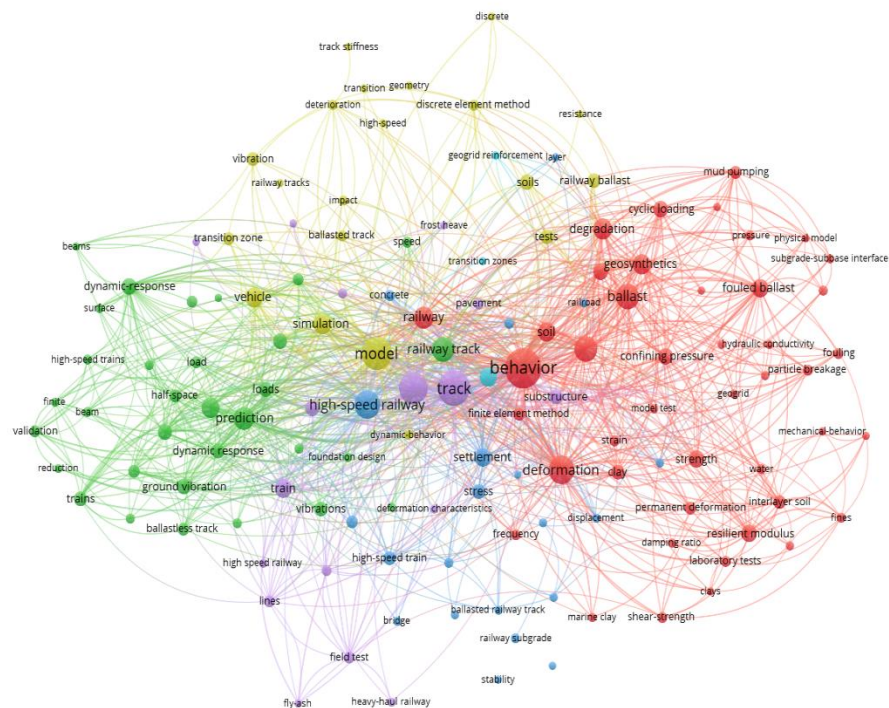 discrete
track stiffness
transition
geometry
deterioration
discrete element method
high-speed
resistance
geogrid reinforcement
layer
vibration
mud pumping
railway tracks
soils
railway ballast
impact
cyclic loading
frost heave
degradation
transition zone
ballasted track
speed
tests
pressure
physical-model
beams
transition zones
geosynthetics
subgrade-subbase interface
dynamic-response
concrete
vehicle
pavement
railroad
ballast
fouled ballast
surface
simulation
railway
soil
hydraulic conductivity
high-speed trains
load
model
railway track
confining pressure
fouling
behavior
particle breakage
loads
track
finite
half-space
substructure
geogrid
high-speed railway
model test
beam
prediction
finite element method
validation
dynamic behavior
strain
mechanical-behavior
dynamic response
foundation design
settlement
strength
reduction
deformation
clay
water
trains
ground vibration
train
stress
permanent deformation
interlayer soil
vibrations
deformation characteristics
displacement
fines
ballastless track
frequency
resilient modulus
damping ratio
high speed railway
high-speed train
laboratory tests
clays
lines
ballasted railway track
bridge
marine clay
shear-strength
railway subgrade
field test
stability
fly-ash
heavy-haul railway